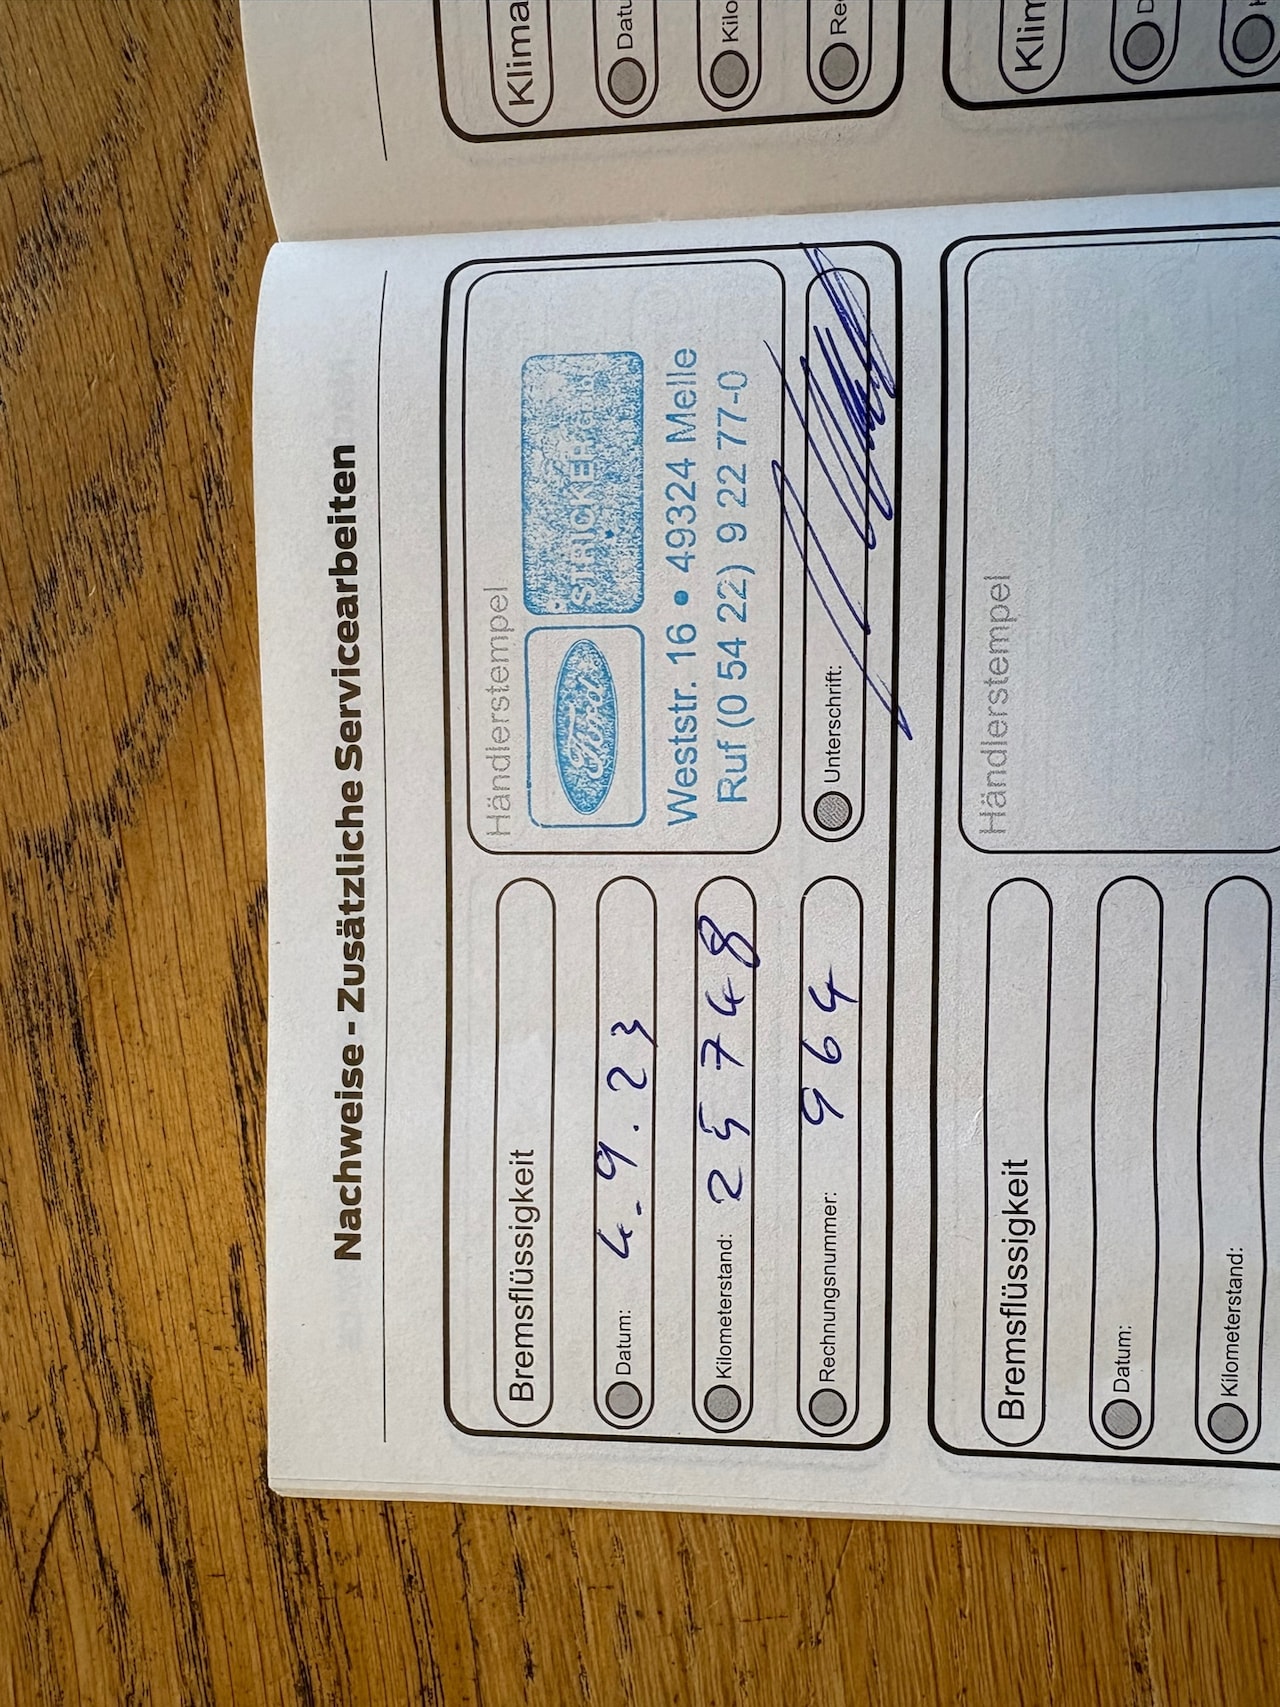 Nachweise - Zusätzliche Servicearbeiten
Bremsflüssigkeit
Datum: 4.9.23
Kilometerstand: 25748
Rechnungsnummer: 964
Händlerstempel
Ford
STRICKER
Weststr. 16 • 49324 Melle
Ruf (0 54 22) 9 22 77-0
Unterschrift:
Bremsflüssigkeit
Datum:
Kilometerstand:
Händlerstempel
Klima
Datu
Kilo
Re
Klim
D